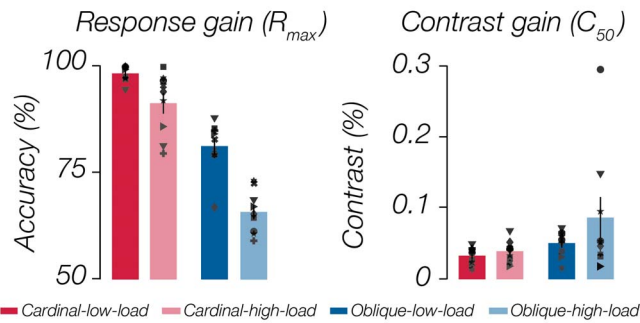 Response gain (Rmax)
Contrast gain (C50)
Accuracy (%)
100
75
50
Contrast (%)
0.3
0.2
0.1
0
Cardinal-low-load
Cardinal-high-load
Oblique-low-load
Oblique-high-load